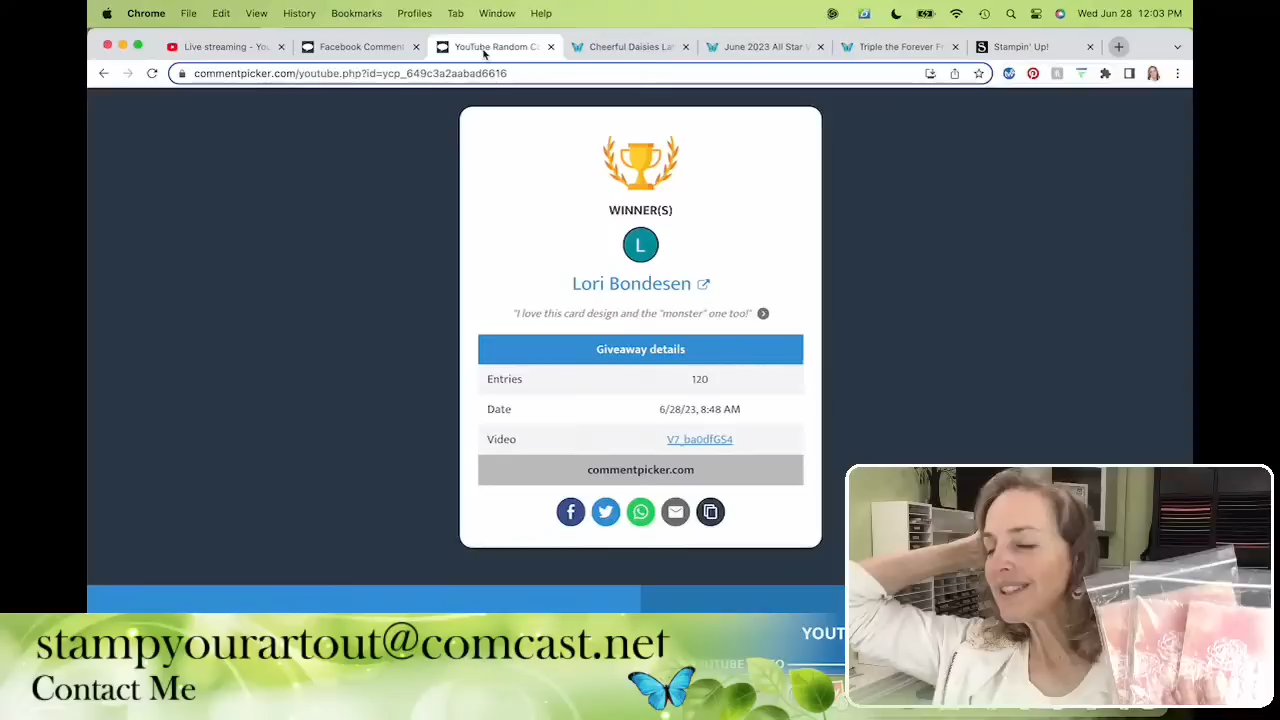 Chrome File Edit View History Bookmarks Profiles Tab Window Help Wed Jun 28 12:03 PM
Live streaming - You Facebook Comment YouTube Random Co Cheerful Daisies La June 2023 All Star V Triple the Forever F Stampin' Up!
commentpicker.com/youtube.php?id=ycp_649c3a2aabad6616
WINNER(S)
L
Lori Bondesen
"I love this card design and the "monster" one too!"
Giveaway details
Entries 120
Date 6/28/23, 8:48 AM
Video V7_ba0dfGS4
commentpicker.com
stampyourartout@comcast.net
Contact Me
YOUT